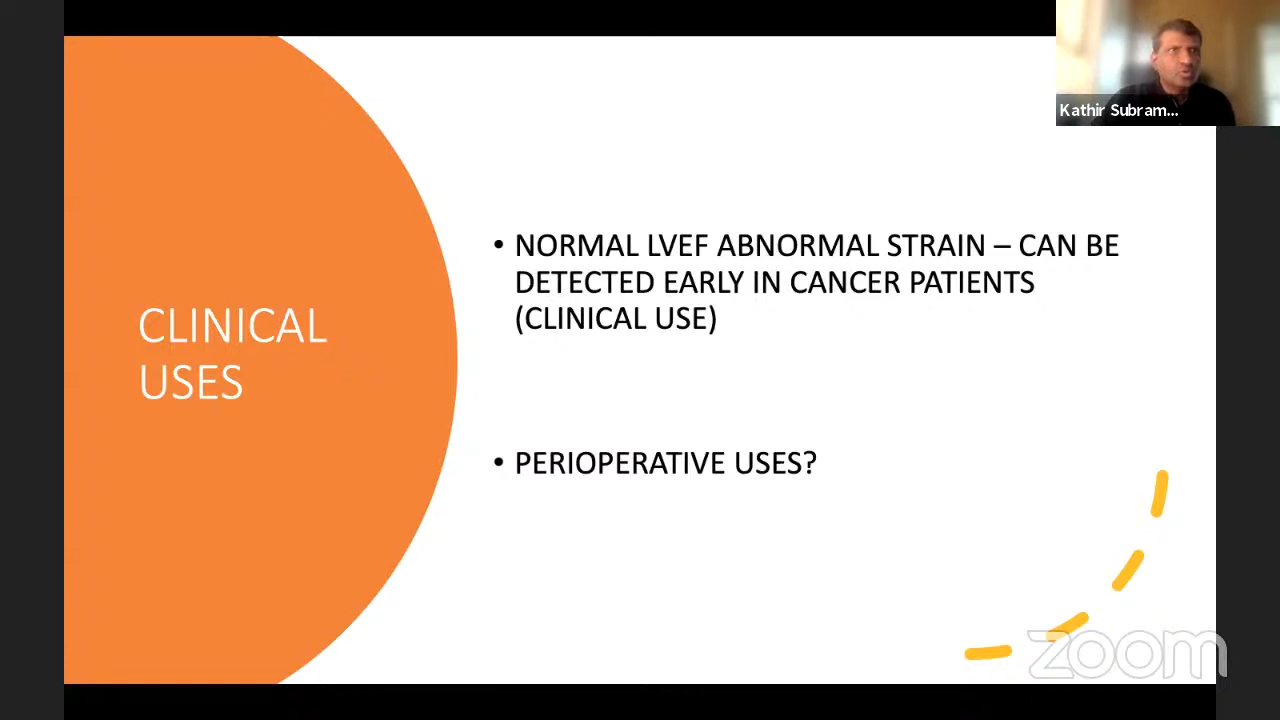 Kathir Subram...
CLINICAL
USES
• NORMAL LVEF ABNORMAL STRAIN – CAN BE
DETECTED EARLY IN CANCER PATIENTS
(CLINICAL USE)
• PERIOPERATIVE USES?
zoom